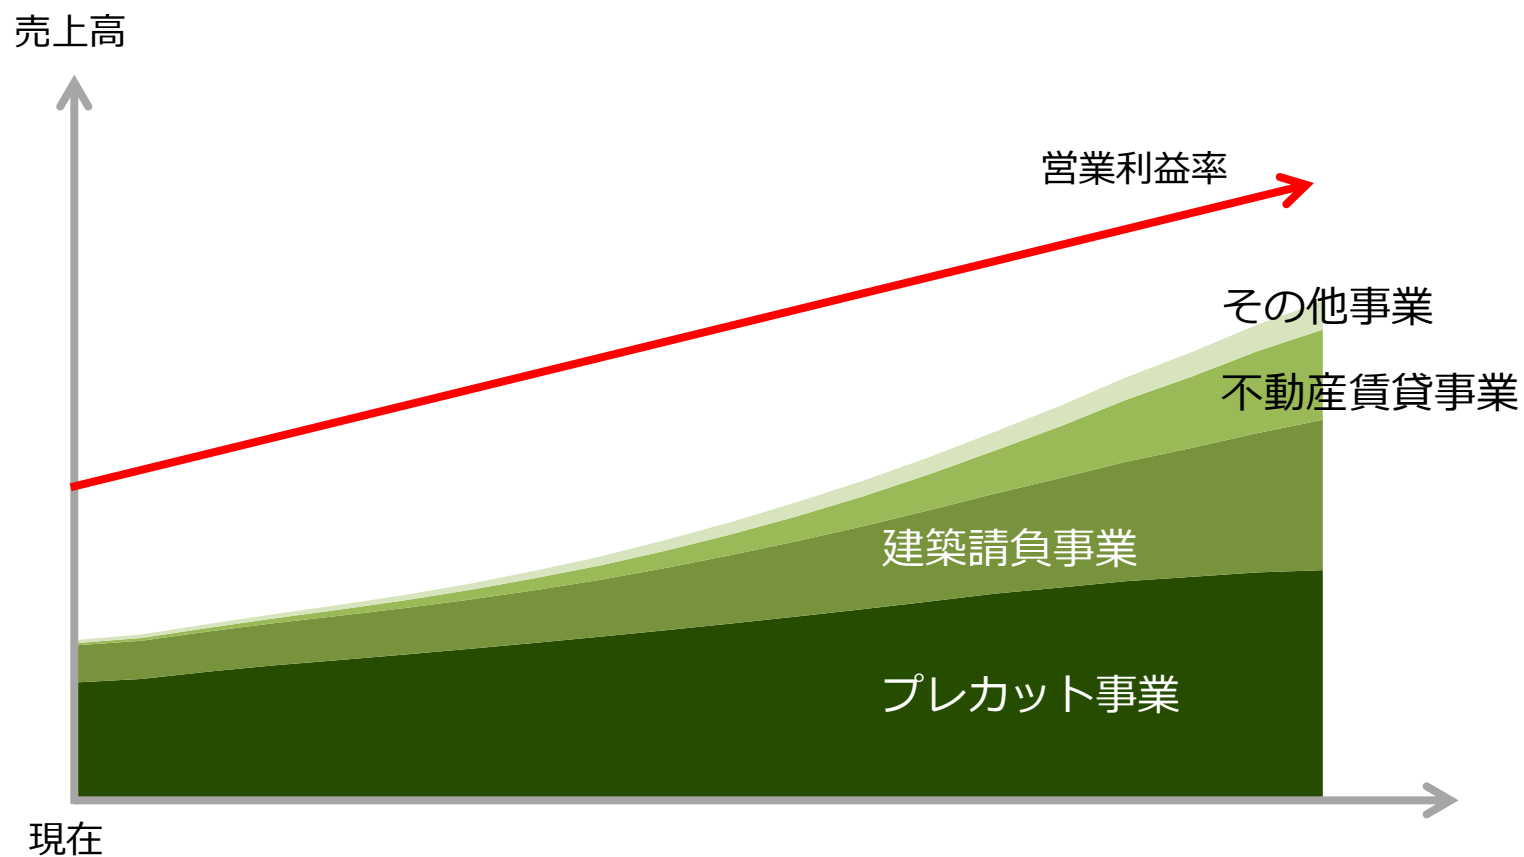 売上高
営業利益率
その他事業
不動産賃貸事業
建築請負事業
プレカット事業
現在